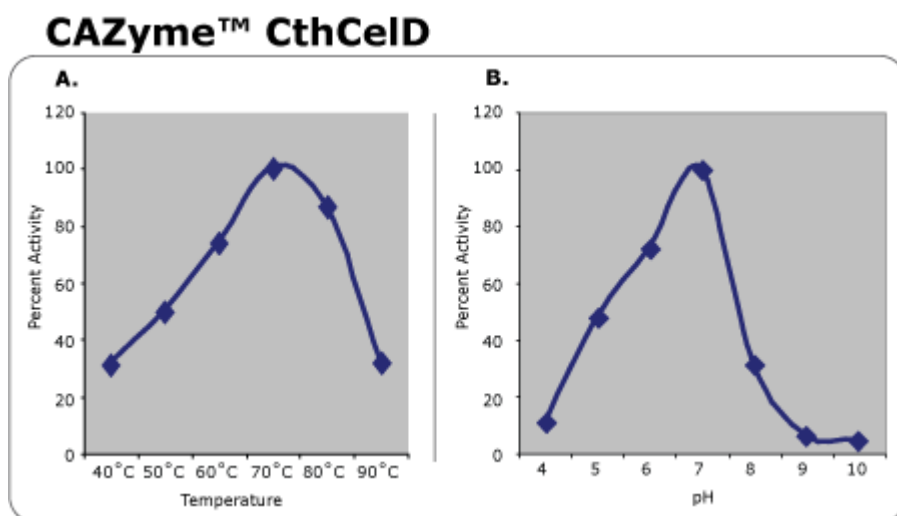 CAZyme™ CthCelD
A.
120
100
80
60
40
20
0
Percent Activity
40°C 50°C 60°C 70°C 80°C 90°C
Temperature
B.
120
100
80
60
40
20
0
Percent Activity
4 5 6 7 8 9 10
pH